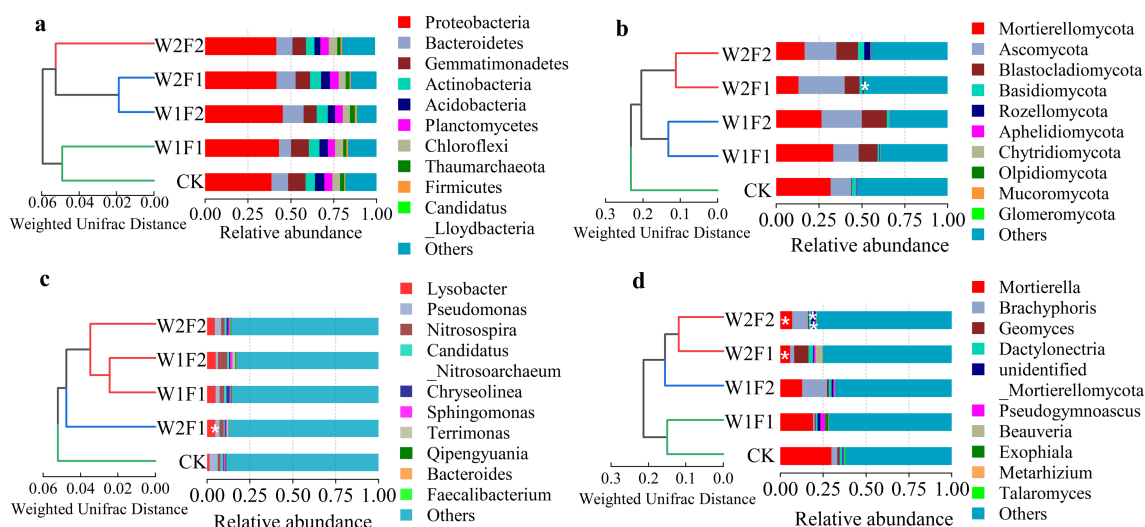 a
W2F2
W2F1
W1F2
W1F1
CK
0.06 0.04 0.02 0.00
Weighted Unifrac Distance
0.00 0.25 0.50 0.75 1.00
Relative abundance
Proteobacteria
Bacteroidetes
Gemmatimonadetes
Actinobacteria
Acidobacteria
Planctomycetes
Chloroflexi
Thaumarchaeota
Firmicutes
Candidatus
_Lloydbacteria
Others
b
W2F2
W2F1
W1F2
W1F1
CK
*
0.3 0.2 0.1 0.0
Weighted Unifrac Distance
0.00 0.25 0.50 0.75 1.00
Relative abundance
Mortierellomycota
Ascomycota
Blastocladiomycota
Basidiomycota
Rozellomycota
Aphelidiomycota
Chytridiomycota
Olpidiomycota
Mucoromycota
Glomeromycota
Others
c
W2F2
W1F2
W1F1
W2F1
CK
*
0.06 0.04 0.02 0.00
Weighted Unifrac Distance
0.00 0.25 0.50 0.75 1.00
Relative abundance
Lysobacter
Pseudomonas
Nitrosospira
Candidatus
_Nitrosoarchaeum
Chryseolinea
Sphingomonas
Terrimonas
Qipengyuania
Bacteroides
Faecalibacterium
Others
d
W2F2
W2F1
W1F2
W1F1
CK
* * *
*
0.3 0.2 0.1 0.0
Weighted Unifrac Distance
0.00 0.25 0.50 0.75 1.00
Relative abundance
Mortierella
Brachyphoris
Geomyces
Dactylonectria
unidentified
_Mortierellomycota
Pseudogymnoascus
Beauveria
Exophiala
Metarhizium
Talaromyces
Others